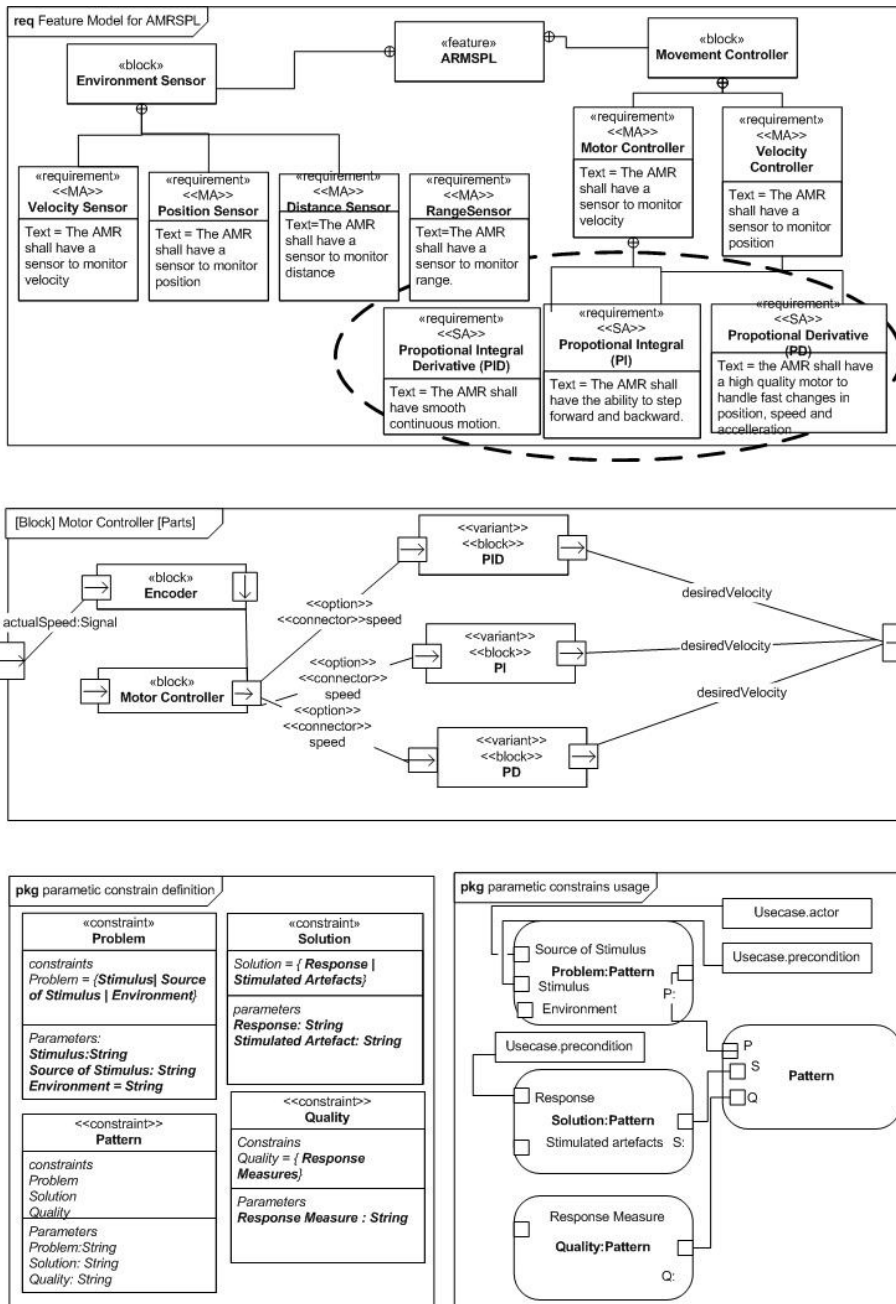 req Feature Model for AMRSPL
«feature»
ARMSPL
«block»
Environment Sensor
«block»
Movement Controller
«requirement»
<<MA>>
Velocity Sensor
Text = The AMR
shall have a
sensor to monitor
velocity
«requirement»
<<MA>>
Position Sensor
Text = The AMR
shall have a
sensor to monitor
position
«requirement»
<<MA>>
Distance Sensor
Text=The AMR
shall have a
sensor to monitor
distance
«requirement»
<<MA>>
RangeSensor
Text=The AMR
shall have a
sensor to monitor
range.
«requirement»
<<MA>>
Motor Controller
Text = The AMR
shall have a
sensor to monitor
velocity
«requirement»
<<MA>>
Velocity
Controller
Text = The AMR
shall have a
sensor to monitor
position
«requirement»
<<SA>>
Propotional Integral
Derivative (PID)
Text = The AMR shall
have smooth
continuous motion.
«requirement»
<<SA>>
Propotional Integral
(PI)
Text = The AMR shall
have the ability to step
forward and backward.
«requirement»
<<SA>>
Propotional Derivative
(PD)
Text = the AMR shall have
a high quality motor to
handle fast changes in
position, speed and
accelleration
[Block] Motor Controller [Parts]
actualSpeed:Signal
«block»
Encoder
«block»
Motor Controller
<<option>>
<<connector>>speed
<<option>>
<<connector>>
speed
<<option>>
<<connector>>
speed
<<variant>>
<<block>>
PID
<<variant>>
<<block>>
PI
<<variant>>
<<block>>
PD
desiredVelocity
desiredVelocity
desiredVelocity
pkg parametic constrain definition
«constraint»
Problem
constraints
Problem = {Stimulus| Source
of Stimulus | Environment}
Parameters:
Stimulus:String
Source of Stimulus: String
Environment = String
«constraint»
Solution
Solution = { Response |
Stimulated Artefacts}
parameters
Response: String
Stimulated Artefact: String
<<constraint>>
Pattern
constraints
Problem
Solution
Quality
Parameters
Problem:String
Solution: String
Quality: String
<<constraint>>
Quality
Constrains
Quality = { Response
Measures}
Parameters
Response Measure : String
pkg parametic constrains usage
Usecase.actor
Usecase.precondition
Source of Stimulus
Problem:Pattern
Stimulus
P:
Environment
Usecase.precondition
Response
Solution:Pattern
Stimulated artefacts S:
Response Measure
Quality:Pattern
Q:
P
S
Q
Pattern